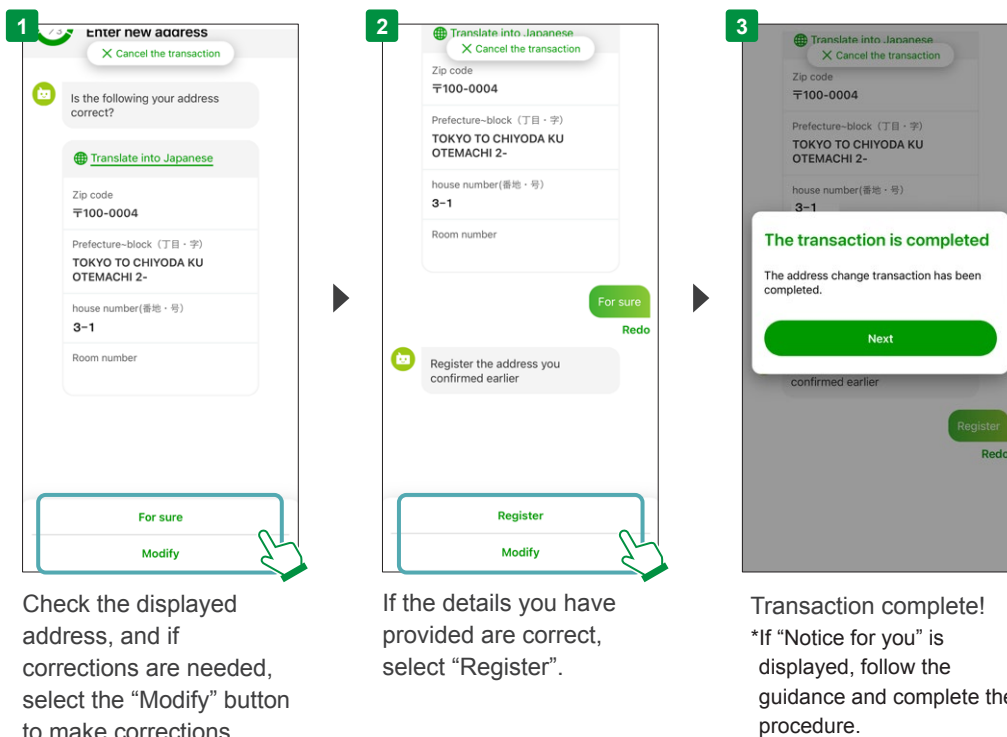 1
/3
Enter new address
Cancel the transaction
Is the following your address
correct?
Translate into Japanese
Zip code
〒100-0004
Prefecture~block（丁目・字）
TOKYO TO CHIYODA KU
OTEMACHI 2-
house number(番地・号)
3−1
Room number
For sure
Modify
Check the displayed
address, and if
corrections are needed,
select the “Modify” button
to make corrections
2
Translate into Japanese
Cancel the transaction
Zip code
〒100-0004
Prefecture~block（丁目・字）
TOKYO TO CHIYODA KU
OTEMACHI 2-
house number(番地・号)
3−1
Room number
For sure
Redo
Register the address you
confirmed earlier
Register
Modify
If the details you have
provided are correct,
select “Register”.
3
Translate into Japanese
Cancel the transaction
Zip code
〒100-0004
Prefecture~block（丁目・字）
TOKYO TO CHIYODA KU
OTEMACHI 2-
house number(番地・号)
3−1
The transaction is completed
The address change transaction has been
completed.
Next
confirmed earlier
Register
Redo
Transaction complete!
*If “Notice for you” is
displayed, follow the
guidance and complete the
procedure.